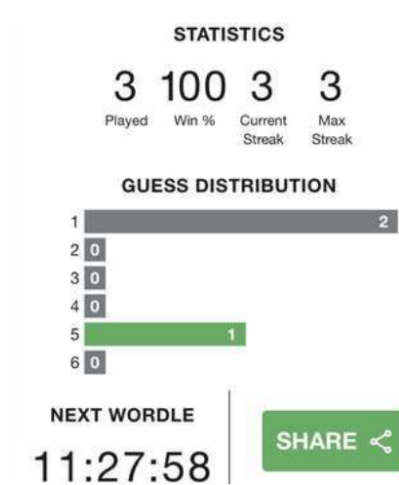 STATISTICS
3 100 3 3
Played Win % Current Max
Streak Streak
GUESS DISTRIBUTION
1 2
2 0
3 0
4 0
5 1
6 0
NEXT WORDLE
11:27:58
SHARE